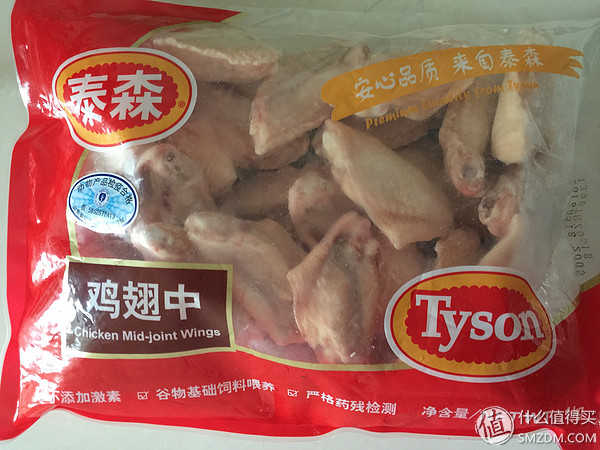 泰森®
安心品质 来自泰森
Premium Quality from Tyson
动物产品检疫合格
鸡翅中
Chicken Mid-joint Wings
Tyson
不添加激素 谷物基础饲料喂养 严格药残检测 净含量
值 什么值得买
SMZDM.COM